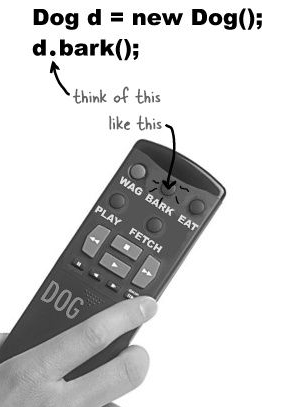 Dog d = new Dog();
d.bark();
think of this
like this
WAG BARK EAT
PLAY FETCH
DOG